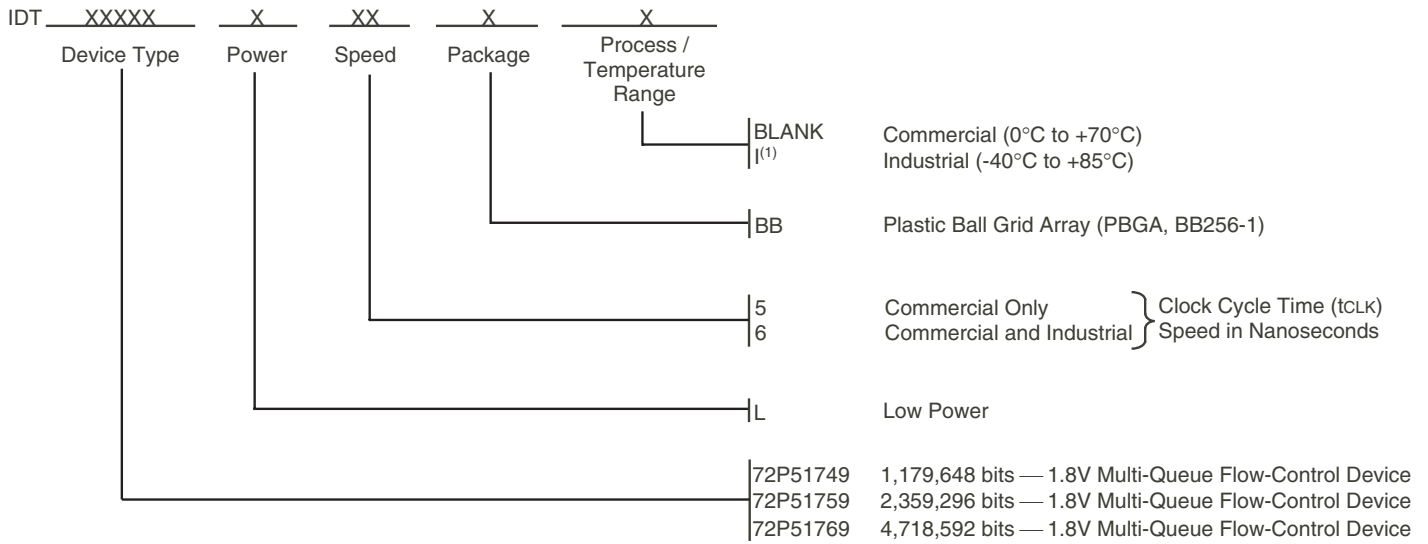 IDT XXXXX X XX X X
Device Type Power Speed Package Process / Temperature Range
BLANK Commercial (0°C to +70°C)
I(1) Industrial (-40°C to +85°C)
BB Plastic Ball Grid Array (PBGA, BB256-1)
5 Commercial Only Clock Cycle Time (tCLK)
6 Commercial and Industrial Speed in Nanoseconds
L Low Power
72P51749 1,179,648 bits — 1.8V Multi-Queue Flow-Control Device
72P51759 2,359,296 bits — 1.8V Multi-Queue Flow-Control Device
72P51769 4,718,592 bits — 1.8V Multi-Queue Flow-Control Device